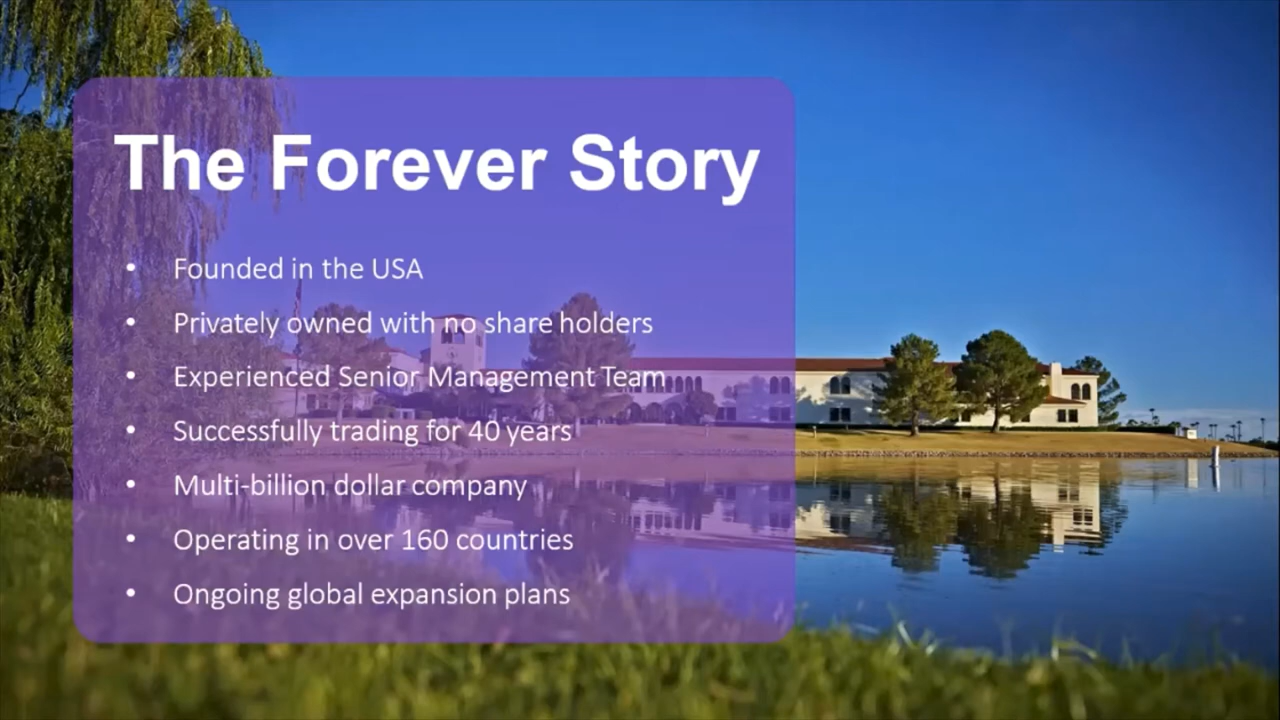 The Forever Story
• Founded in the USA
• Privately owned with no share holders
• Experienced Senior Management Team
• Successfully trading for 40 years
• Multi-billion dollar company
• Operating in over 160 countries
• Ongoing global expansion plans